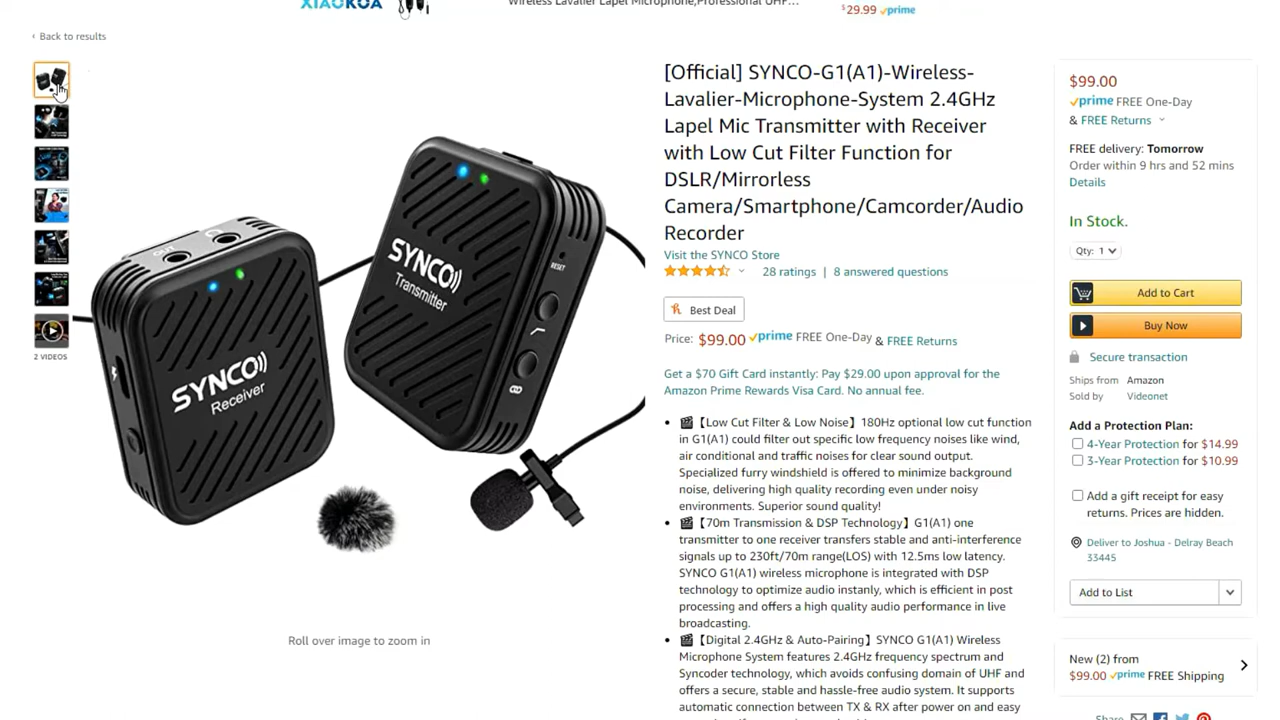 XIAOKOA
Wireless Lavalier Lapel Microphone,Professional UHF...
$29.99 prime
‹ Back to results
2 VIDEOS
OUT
SYNCO
Receiver
SYNCO
Transmitter
RESET
Roll over image to zoom in
[Official] SYNCO-G1(A1)-Wireless-
Lavalier-Microphone-System 2.4GHz
Lapel Mic Transmitter with Receiver
with Low Cut Filter Function for
DSLR/Mirrorless
Camera/Smartphone/Camcorder/Audio
Recorder
Visit the SYNCO Store
28 ratings | 8 answered questions
Best Deal
Price: $99.00 prime FREE One-Day & FREE Returns
Get a $70 Gift Card instantly: Pay $29.00 upon approval for the
Amazon Prime Rewards Visa Card. No annual fee.
• 🎬【Low Cut Filter & Low Noise】180Hz optional low cut function
in G1(A1) could filter out specific low frequency noises like wind,
air conditional and traffic noises for clear sound output.
Specialized furry windshield is offered to minimize background
noise, delivering high quality recording even under noisy
environments. Superior sound quality!
• 🎬【70m Transmission & DSP Technology】G1(A1) one
transmitter to one receiver transfers stable and anti-interference
signals up to 230ft/70m range(LOS) with 12.5ms low latency.
SYNCO G1(A1) wireless microphone is integrated with DSP
technology to optimize audio instantly, which is efficient in post
processing and offers a high quality audio performance in live
broadcasting.
• 🎬【Digital 2.4GHz & Auto-Pairing】SYNCO G1(A1) Wireless
Microphone System features 2.4GHz frequency spectrum and
Syncoder technology, which avoids confusing domain of UHF and
offers a secure, stable and hassle-free audio system. It supports
automatic connection between TX & RX after power on and easy
$99.00
prime FREE One-Day
& FREE Returns
FREE delivery: Tomorrow
Order within 9 hrs and 52 mins
Details
In Stock.
Qty: 1
Add to Cart
Buy Now
Secure transaction
Ships from Amazon
Sold by Videonet
Add a Protection Plan:
4-Year Protection for $14.99
3-Year Protection for $10.99
Add a gift receipt for easy
returns. Prices are hidden.
Deliver to Joshua - Delray Beach
33445
Add to List
New (2) from
$99.00 prime FREE Shipping
Share